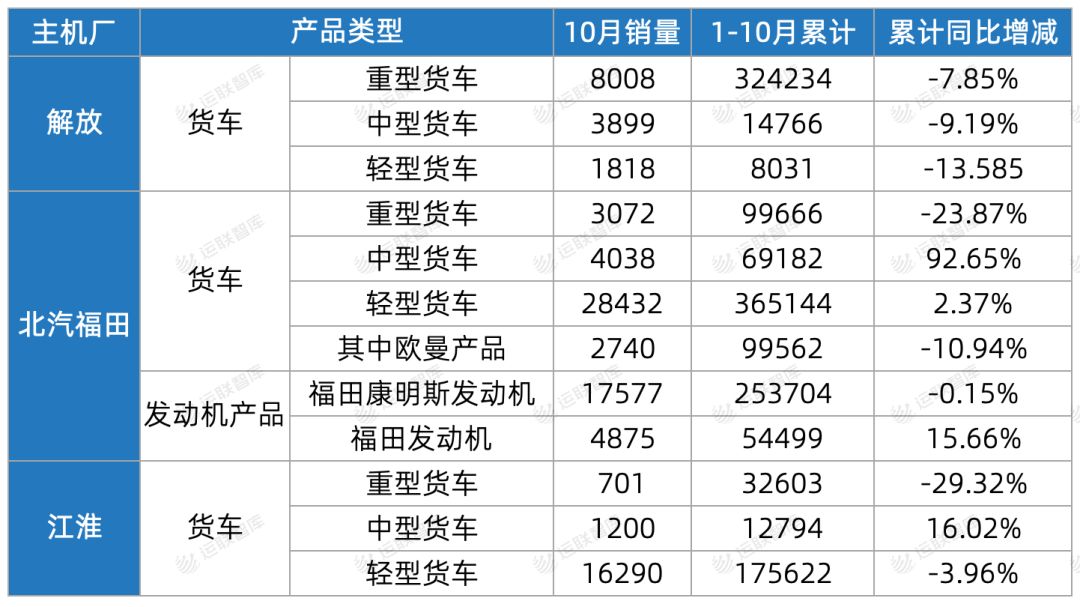 主机厂 产品类型 10月销量 1-10月累计 累计同比增减
解放 货车 重型货车 8008 324234 -7.85%
中型货车 3899 14766 -9.19%
轻型货车 1818 8031 -13.585
北汽福田 货车 重型货车 3072 99666 -23.87%
中型货车 4038 69182 92.65%
轻型货车 28432 365144 2.37%
其中欧曼产品 2740 99562 -10.94%
发动机产品 福田康明斯发动机 17577 253704 -0.15%
福田发动机 4875 54499 15.66%
江淮 货车 重型货车 701 32603 -29.32%
中型货车 1200 12794 16.02%
轻型货车 16290 175622 -3.96%
运联智库